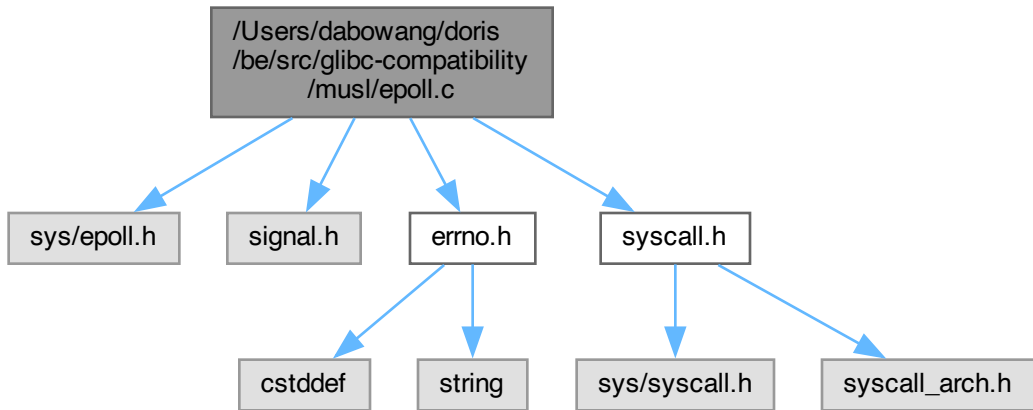 /Users/dabowang/doris
/be/src/glibc-compatibility
/musl/epoll.c
sys/epoll.h
signal.h
errno.h
syscall.h
cstddef
string
sys/syscall.h
syscall_arch.h